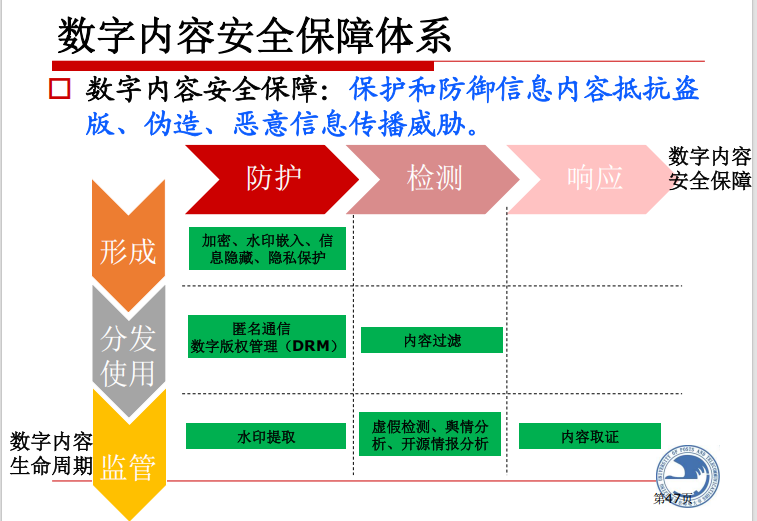 数字内容安全保障体系
数字内容安全保障：保护和防御信息内容抵抗盗
版、伪造、恶意信息传播威胁。
防护
检测
响应
数字内容
安全保障
形成
加密、水印嵌入、信
息隐藏、隐私保护
分发
使用
匿名通信
数字版权管理（DRM）
内容过滤
数字内容
生命周期
监管
水印提取
虚假检测、舆情分
析、开源情报分析
内容取证
第47页